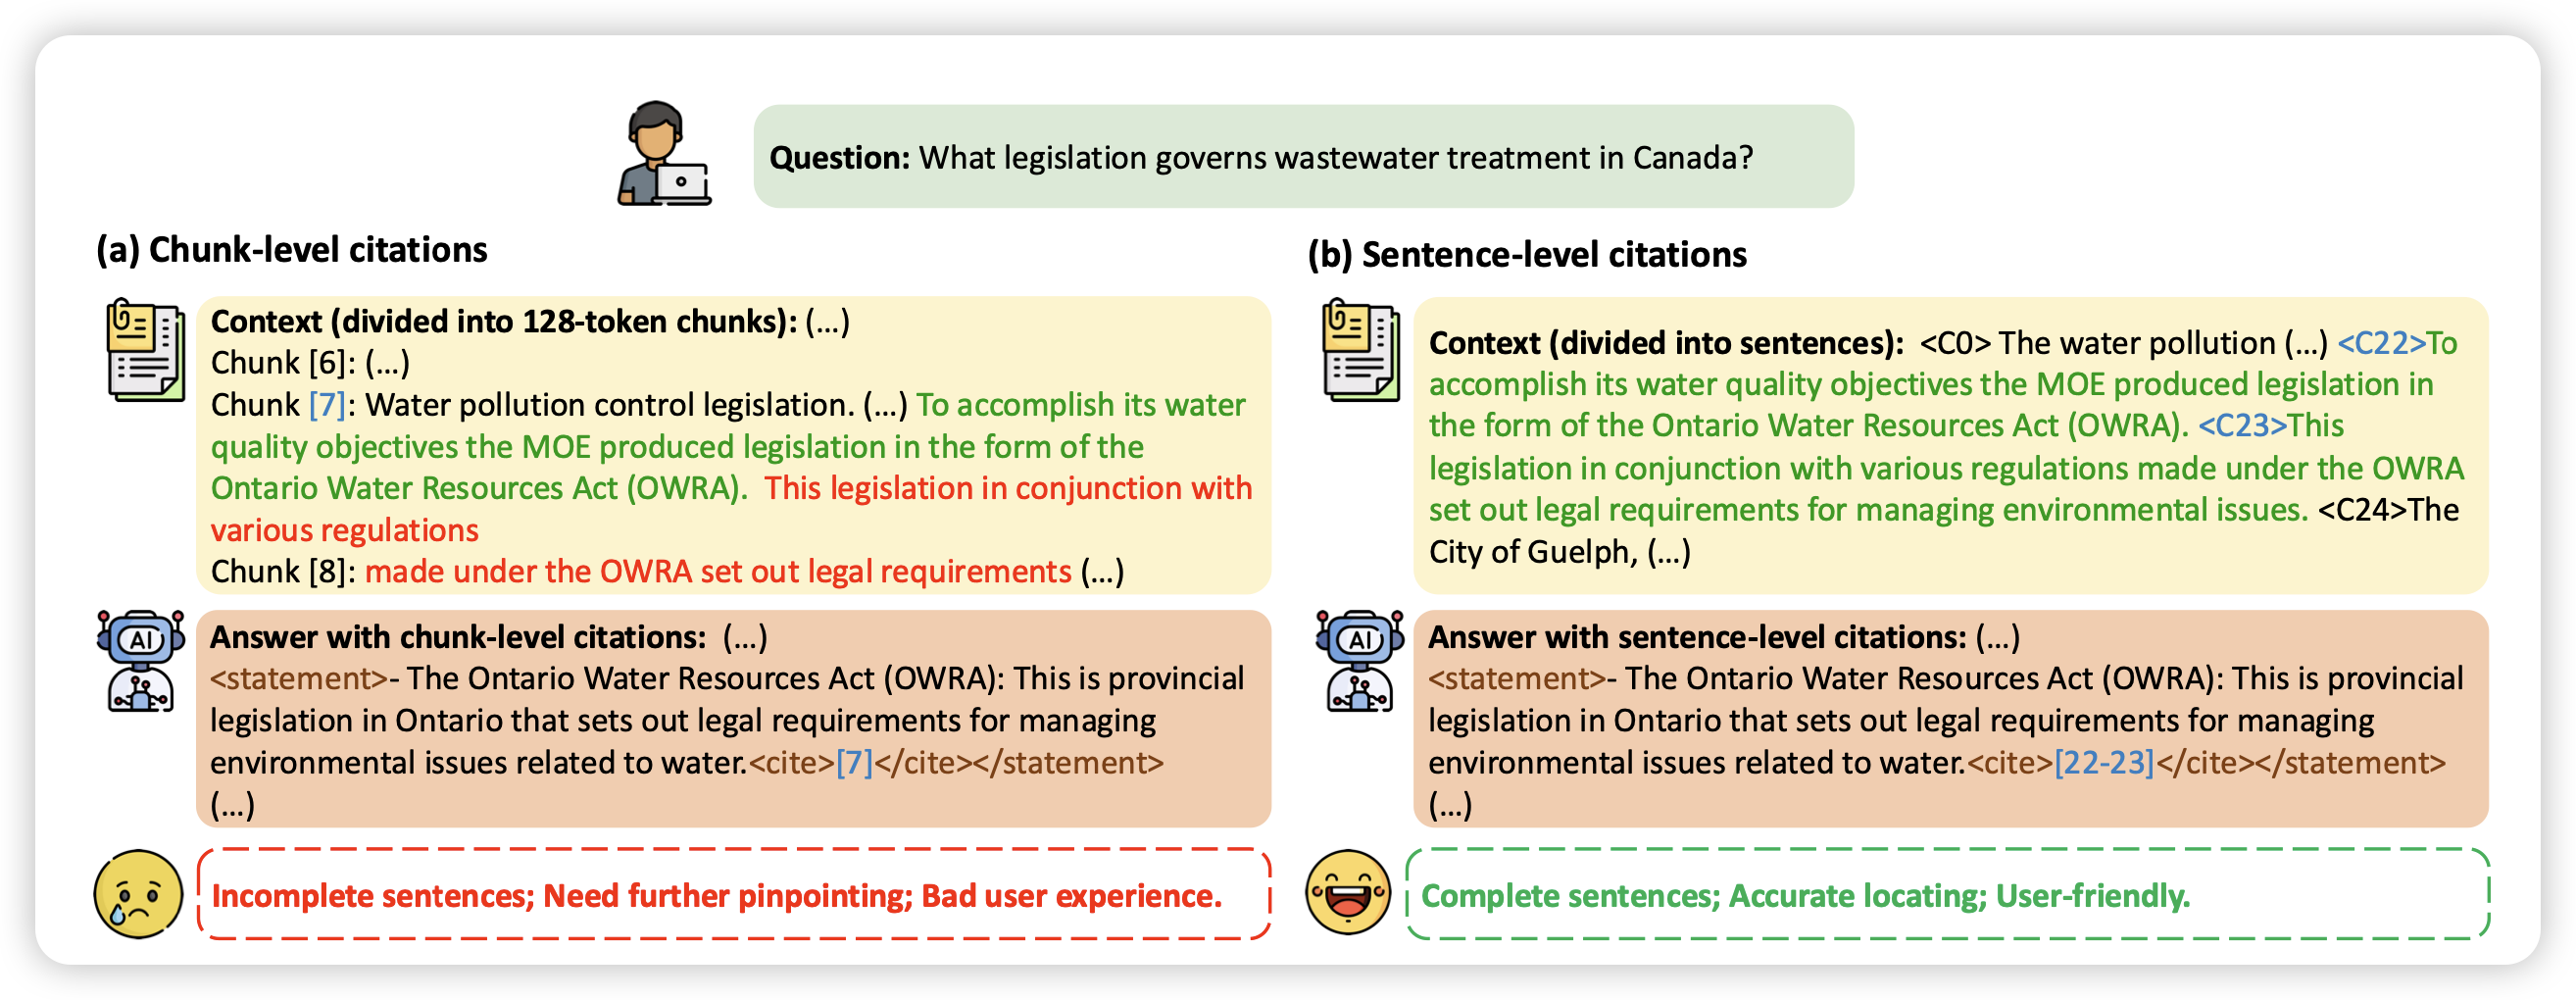 Question: What legislation governs wastewater treatment in Canada?
(a) Chunk-level citations
Context (divided into 128-token chunks): (...)
Chunk [6]: (...)
Chunk [7]: Water pollution control legislation. (...) To accomplish its water
quality objectives the MOE produced legislation in the form of the
Ontario Water Resources Act (OWRA). This legislation in conjunction with
various regulations
Chunk [8]: made under the OWRA set out legal requirements (...)
AI
Answer with chunk-level citations: (...)
<statement>- The Ontario Water Resources Act (OWRA): This is provincial
legislation in Ontario that sets out legal requirements for managing
environmental issues related to water.<cite>[7]</cite></statement>
(...)
Incomplete sentences; Need further pinpointing; Bad user experience.
(b) Sentence-level citations
Context (divided into sentences): <C0> The water pollution (...) <C22>To
accomplish its water quality objectives the MOE produced legislation in
the form of the Ontario Water Resources Act (OWRA). <C23>This
legislation in conjunction with various regulations made under the OWRA
set out legal requirements for managing environmental issues. <C24>The
City of Guelph, (...)
AI
Answer with sentence-level citations: (...)
<statement>- The Ontario Water Resources Act (OWRA): This is provincial
legislation in Ontario that sets out legal requirements for managing
environmental issues related to water.<cite>[22-23]</cite></statement>
(...)
Complete sentences; Accurate locating; User-friendly.